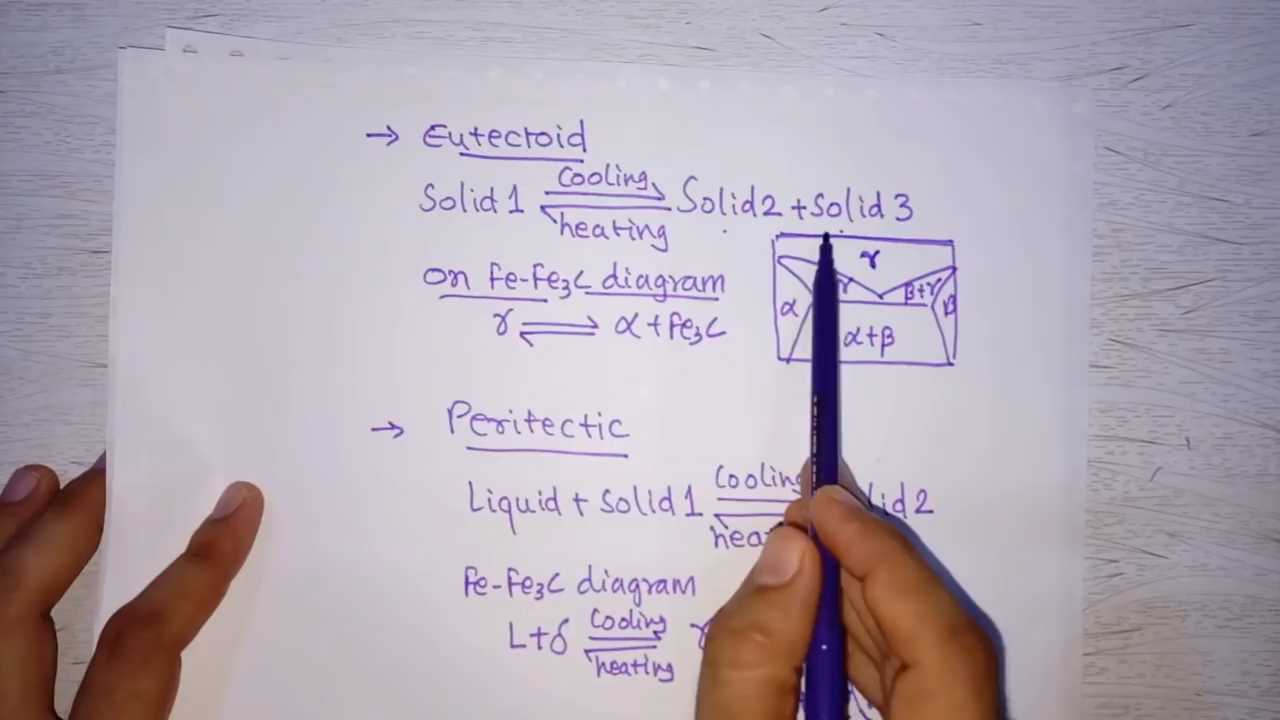 → Eutectoid
Solid 1 ⇌ Solid2 + Solid 3
Cooling
heating
on Fe-Fe₃C diagram
γ ⇌ α + Fe₃C
γ
γ
β+γ
α
β
α+β
→ Peritectic
Liquid + Solid 1
Cooling
2
Fe-Fe₃C diagram
L+δ ⇌ γ
Cooling
heating